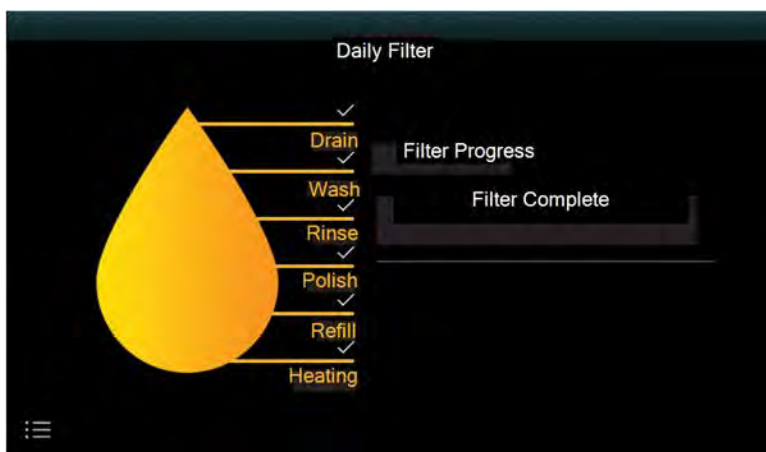 Daily Filter
Drain
Wash
Rinse
Polish
Refill
Heating
Filter Progress
Filter Complete